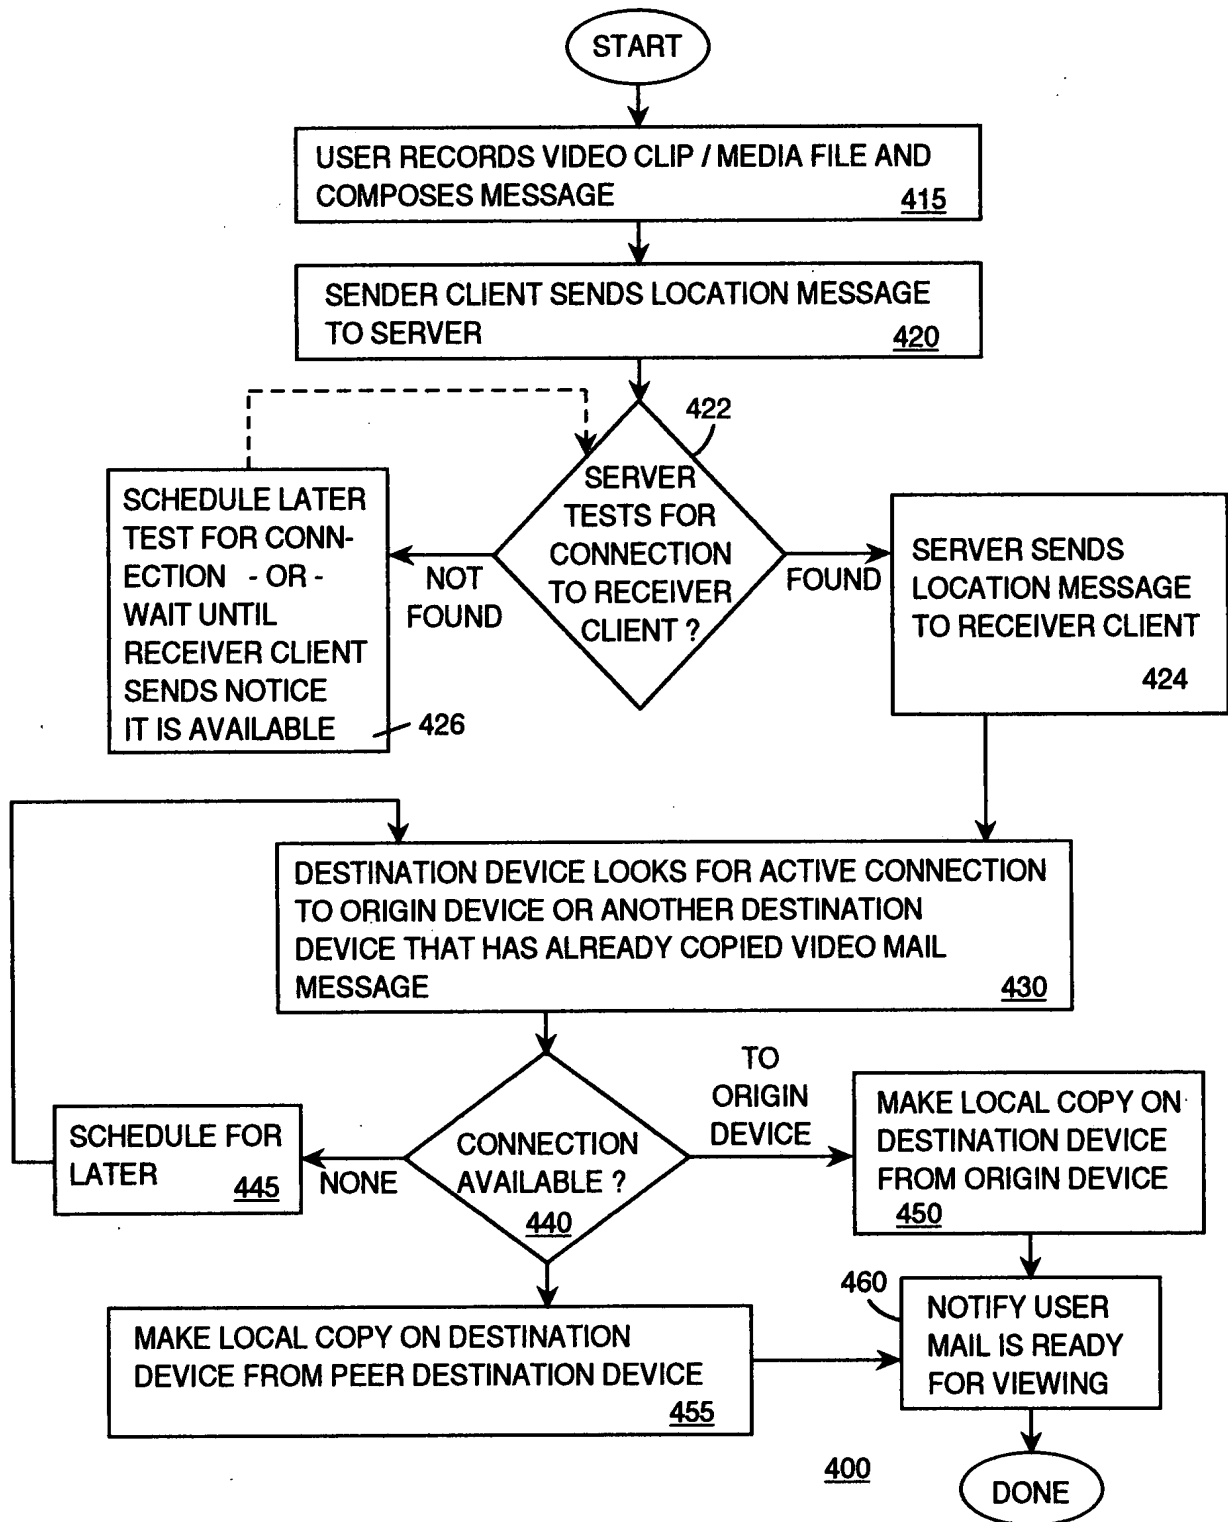 START
USER RECORDS VIDEO CLIP / MEDIA FILE AND
COMPOSES MESSAGE
415
SENDER CLIENT SENDS LOCATION MESSAGE
TO SERVER
420
422
SERVER
TESTS FOR
CONNECTION
TO RECEIVER
CLIENT ?
NOT
FOUND
FOUND
SCHEDULE LATER
TEST FOR CONN-
ECTION - OR -
WAIT UNTIL
RECEIVER CLIENT
SENDS NOTICE
IT IS AVAILABLE
426
SERVER SENDS
LOCATION MESSAGE
TO RECEIVER CLIENT
424
DESTINATION DEVICE LOOKS FOR ACTIVE CONNECTION
TO ORIGIN DEVICE OR ANOTHER DESTINATION
DEVICE THAT HAS ALREADY COPIED VIDEO MAIL
MESSAGE
430
CONNECTION
AVAILABLE ?
440
NONE
SCHEDULE FOR
LATER
445
TO
ORIGIN
DEVICE
MAKE LOCAL COPY ON
DESTINATION DEVICE
FROM ORIGIN DEVICE
450
MAKE LOCAL COPY ON DESTINATION
DEVICE FROM PEER DESTINATION DEVICE
455
460
NOTIFY USER
MAIL IS READY
FOR VIEWING
400
DONE